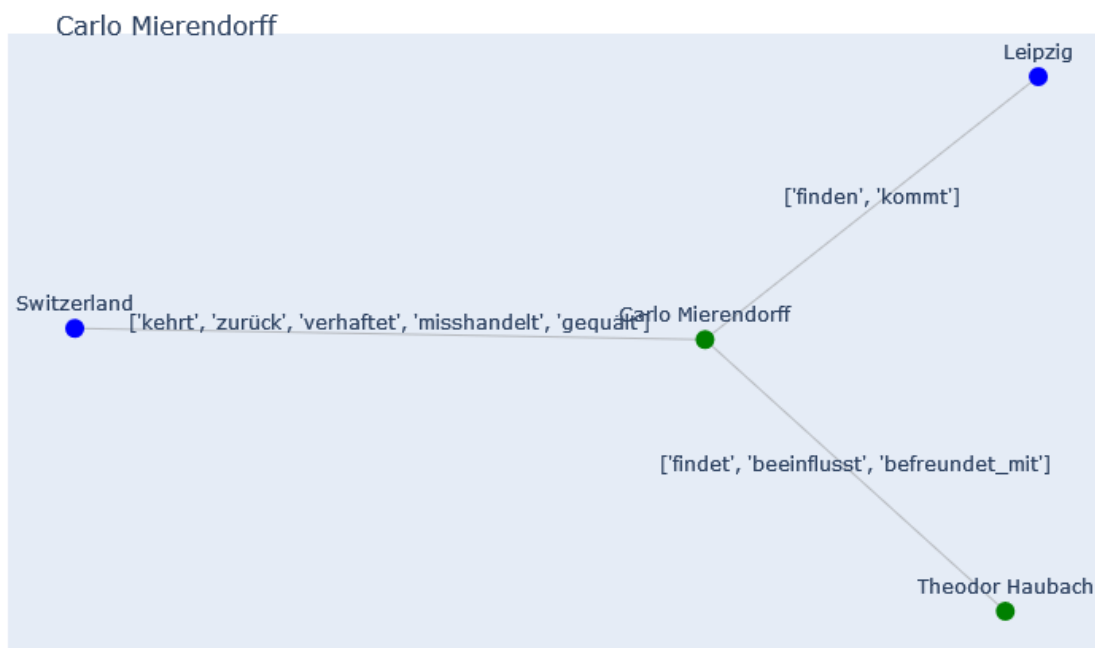 Carlo Mierendorff
Leipzig
['finden', 'kommt']
Switzerland
['kehrt', 'zurück', 'verhaftet', 'misshandelt', 'gequält']
Carlo Mierendorff
['findet', 'beeinflusst', 'befreundet_mit']
Theodor Haubach